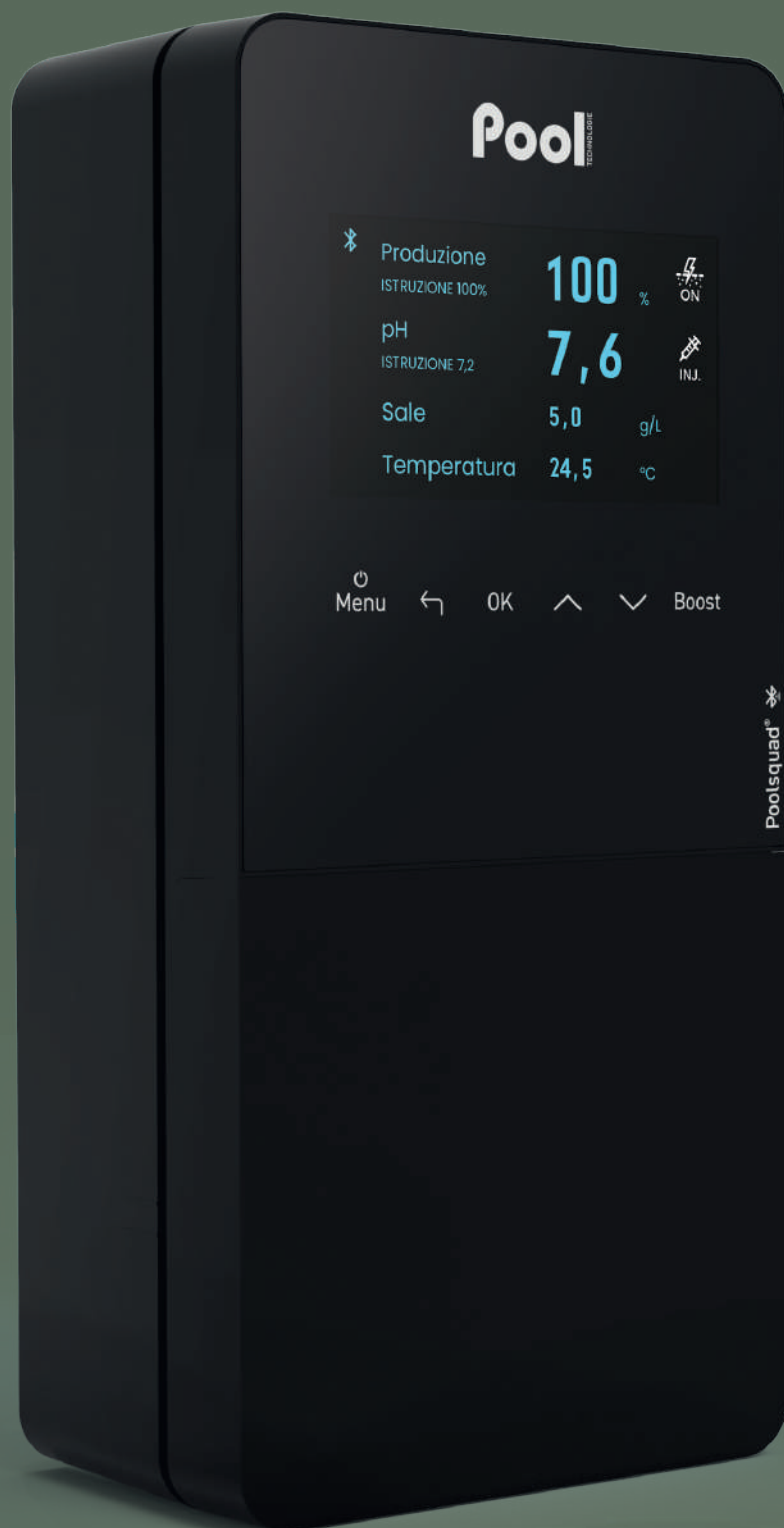 Pool
TECHNOLOGIE
Produzione 100 %
ISTRUZIONE 100%
ON
pH 7,6
ISTRUZIONE 7,2
INJ.
Sale 5,0 g/L
Temperatura 24,5 °C
Menu OK Boost
Poolsquad®